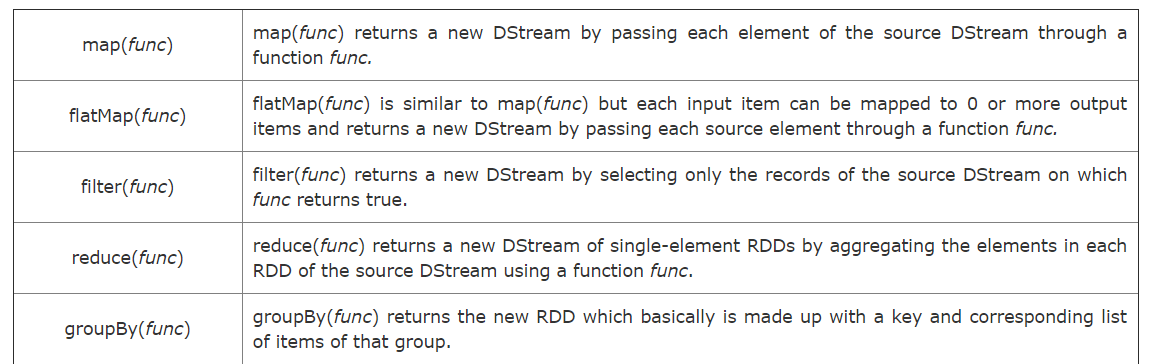 map(func)
map(func) returns a new DStream by passing each element of the source DStream through a
function func.
flatMap(func)
flatMap(func) is similar to map(func) but each input item can be mapped to 0 or more output
items and returns a new DStream by passing each source element through a function func.
filter(func)
filter(func) returns a new DStream by selecting only the records of the source DStream on which
func returns true.
reduce(func)
reduce(func) returns a new DStream of single-element RDDs by aggregating the elements in each
RDD of the source DStream using a function func.
groupBy(func)
groupBy(func) returns the new RDD which basically is made up with a key and corresponding list
of items of that group.